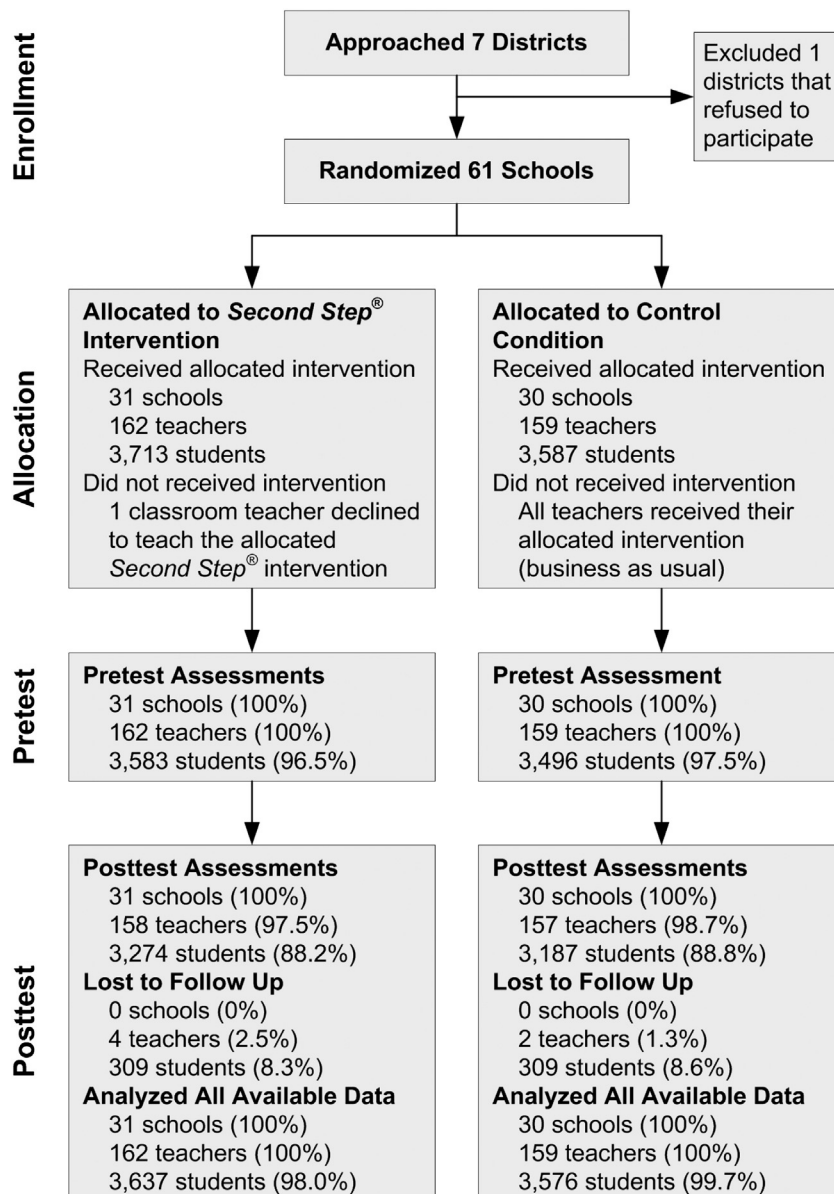 Enrollment
Approached 7 Districts
Excluded 1
districts that
refused to
participate
Randomized 61 Schools
Allocation
Allocated to Second Step®
Intervention
Received allocated intervention
31 schools
162 teachers
3,713 students
Did not received intervention
1 classroom teacher declined
to teach the allocated
Second Step® intervention
Allocated to Control
Condition
Received allocated intervention
30 schools
159 teachers
3,587 students
Did not received intervention
All teachers received their
allocated intervention
(business as usual)
Pretest
Pretest Assessments
31 schools (100%)
162 teachers (100%)
3,583 students (96.5%)
Pretest Assessment
30 schools (100%)
159 teachers (100%)
3,496 students (97.5%)
Posttest
Posttest Assessments
31 schools (100%)
158 teachers (97.5%)
3,274 students (88.2%)
Lost to Follow Up
0 schools (0%)
4 teachers (2.5%)
309 students (8.3%)
Analyzed All Available Data
31 schools (100%)
162 teachers (100%)
3,637 students (98.0%)
Posttest Assessments
30 schools (100%)
157 teachers (98.7%)
3,187 students (88.8%)
Lost to Follow Up
0 schools (0%)
2 teachers (1.3%)
309 students (8.6%)
Analyzed All Available Data
30 schools (100%)
159 teachers (100%)
3,576 students (99.7%)